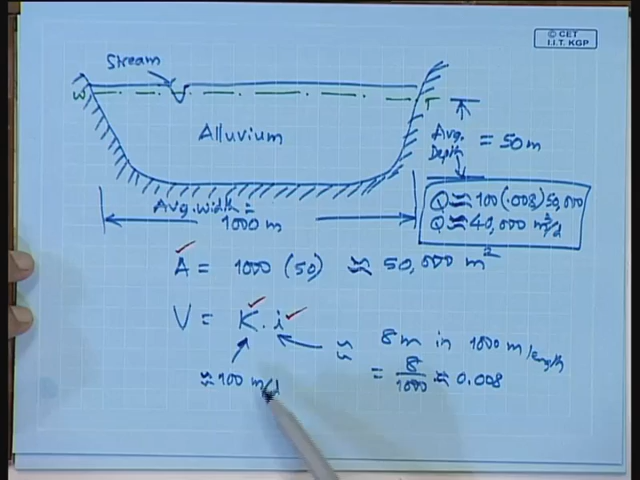 © CET
I.I.T. KGP
Stream
W T
Alluvium
Avg. Depth = 50 m
Avg. width = 1000 m
Q ≈ 100 (.008) 50,000
Q ≈ 40,000 m³/d
A = 1000 (50) ≈ 50,000 m²
V = K . i ≈ 8 m in 1000 m length
≈ 100 m/d = 8/1000 ≈ 0.008